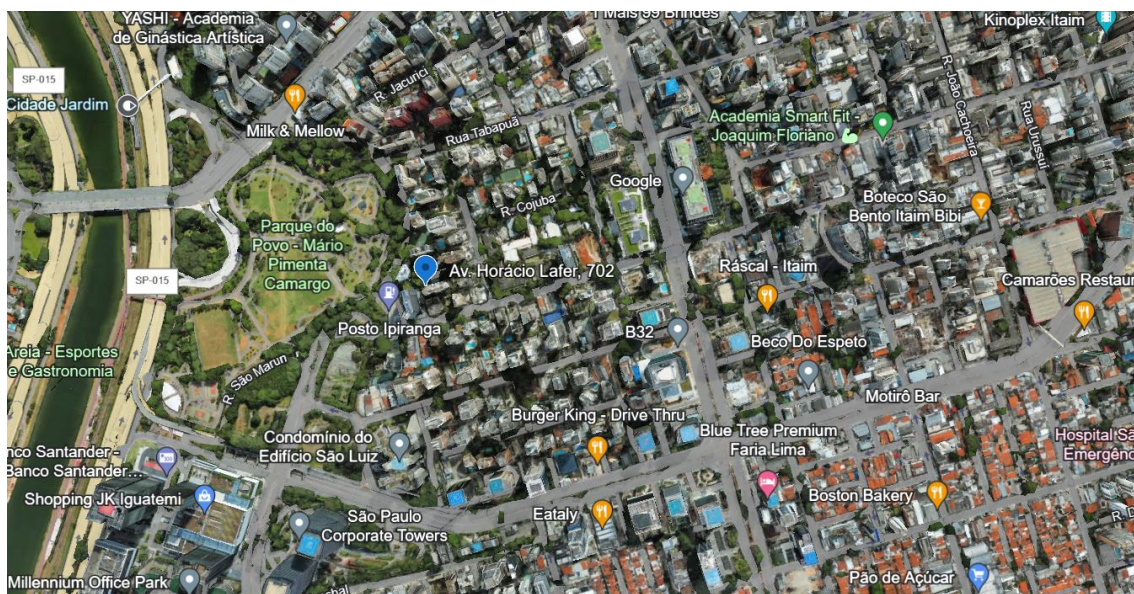 YASHI - Academia
de Ginástica Artística
1 Mais 99 Brindes
Kinoplex Itaim
SP-015
Cidade Jardim
R. Jacurici
Milk & Mellow
Rua Tabapuã
Academia Smart Fit -
Joaquim Floriano 💪
R. João Cachoeira
Rua Urussuí
Google
R. Cojuba
Boteco São
Bento Itaim Bibi
Parque do
Povo - Mário
Pimenta
Camargo
SP-015
Av. Horácio Lafer, 702
Ráscal - Itaim
Camarões Restaur
Posto Ipiranga
B32
Beco Do Espeto
Areia - Esportes
e Gastronomia
R. São Marun
Motirô Bar
Burger King - Drive Thru
Condomínio do
Edifício São Luiz
Blue Tree Premium
Faria Lima
Hospital Sã
Emergênc
nco Santander -
Banco Santander...
Shopping JK Iguatemi
Boston Bakery
São Paulo
Corporate Towers
Eataly
R. D
Millennium Office Park
Pão de Açúcar